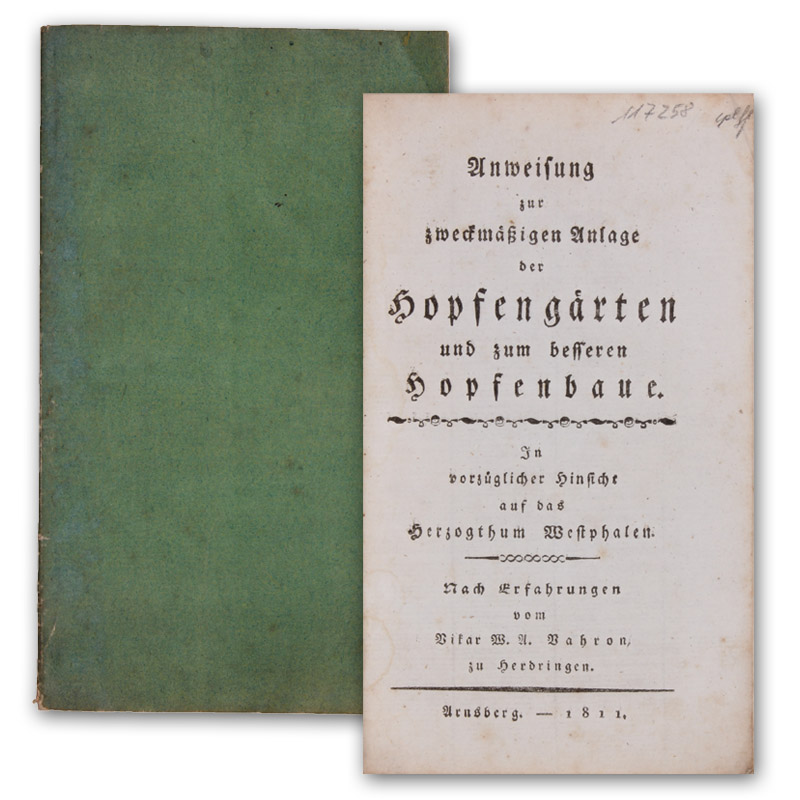 117258
Anweiſung
zur
zweckmäßigen Anlage
der
Hopfengärten
und zum beſſeren
Hopfenbaue.
In
vorzüglicher Hinſicht
auf das
Herzogthum Weſtphalen.
Nach Erfahrungen
vom
Vikar W. A. Vahron,
zu Herdringen.
Arnsberg. — 1811.